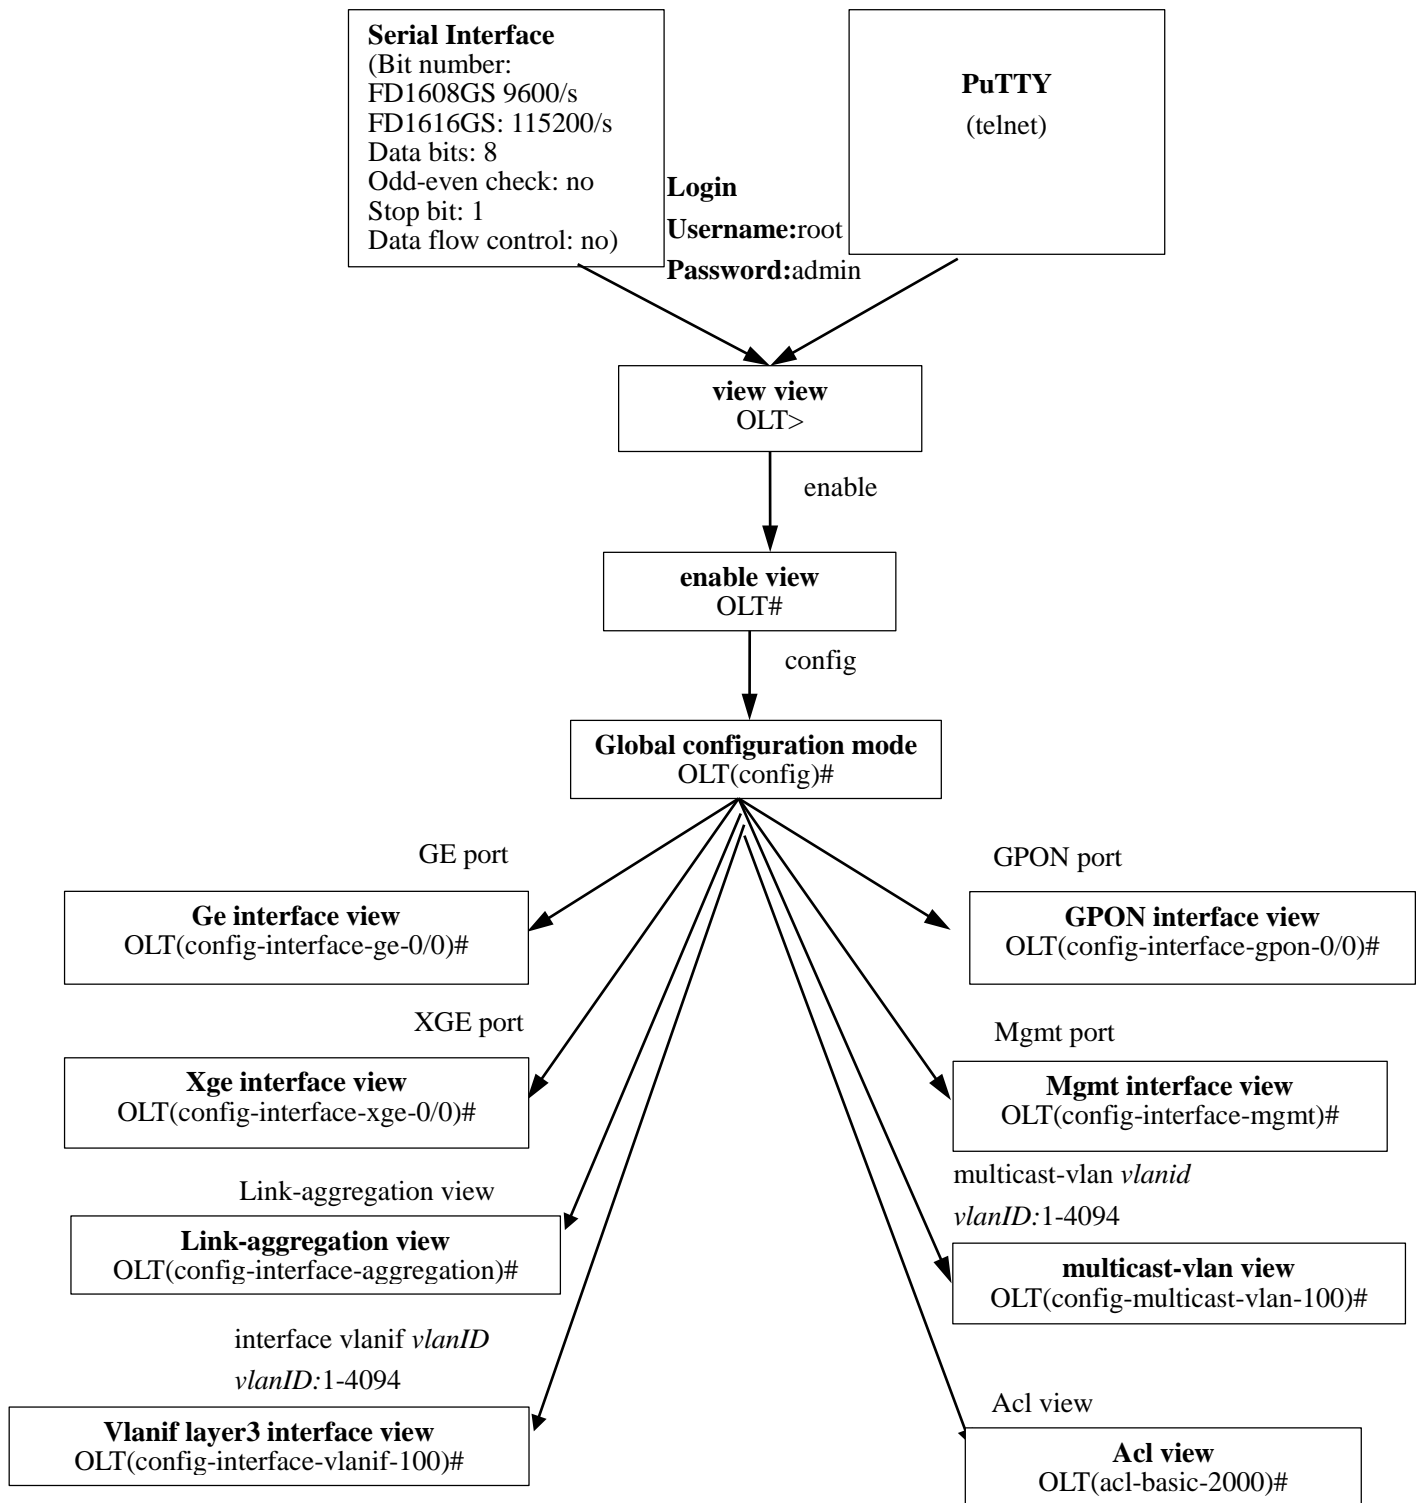 Serial Interface
(Bit number:
FD1608GS 9600/s
FD1616GS: 115200/s
Data bits: 8
Odd-even check: no
Stop bit: 1
Data flow control: no)
PuTTY
(telnet)
Login
Username:root
Password:admin
view view
OLT>
enable
enable view
OLT#
config
Global configuration mode
OLT(config)#
GE port
Ge interface view
OLT(config-interface-ge-0/0)#
GPON port
GPON interface view
OLT(config-interface-gpon-0/0)#
XGE port
Xge interface view
OLT(config-interface-xge-0/0)#
Mgmt port
Mgmt interface view
OLT(config-interface-mgmt)#
Link-aggregation view
Link-aggregation view
OLT(config-interface-aggregation)#
multicast-vlan vlanid
vlanID:1-4094
multicast-vlan view
OLT(config-multicast-vlan-100)#
interface vlanif vlanID
vlanID:1-4094
Vlanif layer3 interface view
OLT(config-interface-vlanif-100)#
Acl view
Acl view
OLT(acl-basic-2000)#